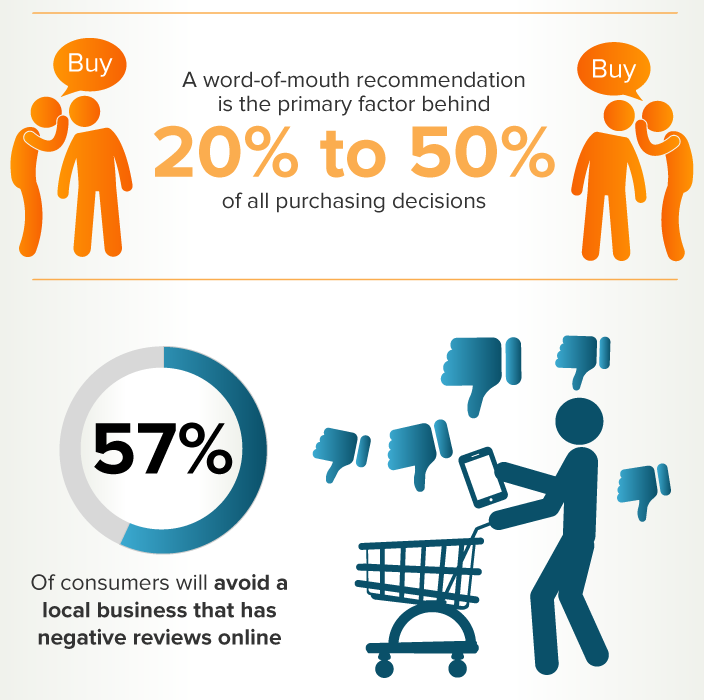 Buy
Buy
A word-of-mouth recommendation
is the primary factor behind
20% to 50%
of all purchasing decisions
57%
Of consumers will avoid a
local business that has
negative reviews online